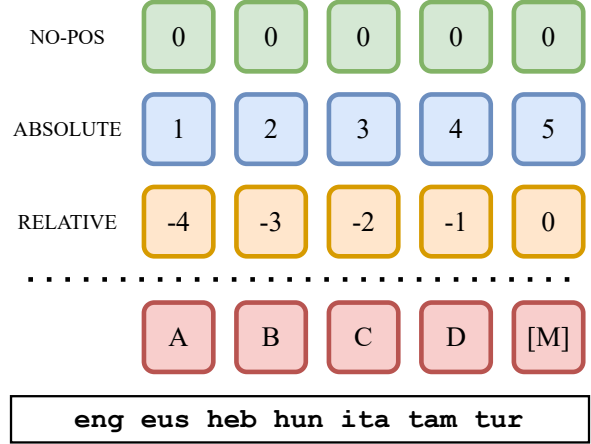 NO-POS 0 0 0 0 0
ABSOLUTE 1 2 3 4 5
RELATIVE -4 -3 -2 -1 0
A B C D [M]
eng eus heb hun ita tam tur